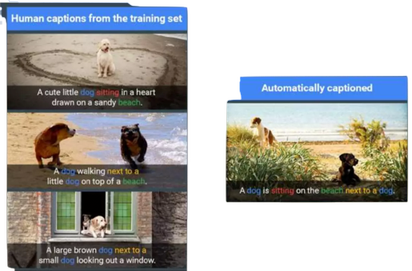 Human captions from the training set
A cute little dog sitting in a heart
drawn on a sandy beach.
A dog walking next to a
little dog on top of a beach.
A large brown dog next to a
small dog looking out a window.
Automatically captioned
A dog is sitting on the beach next to a dog.